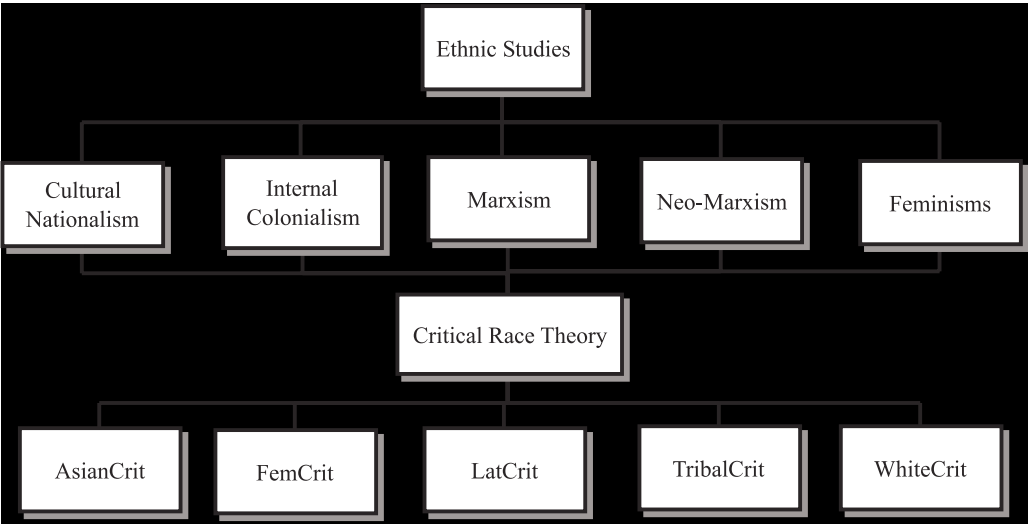 Ethnic Studies
Cultural
Nationalism
Internal
Colonialism
Marxism
Neo-Marxism
Feminisms
Critical Race Theory
AsianCrit
FemCrit
LatCrit
TribalCrit
WhiteCrit